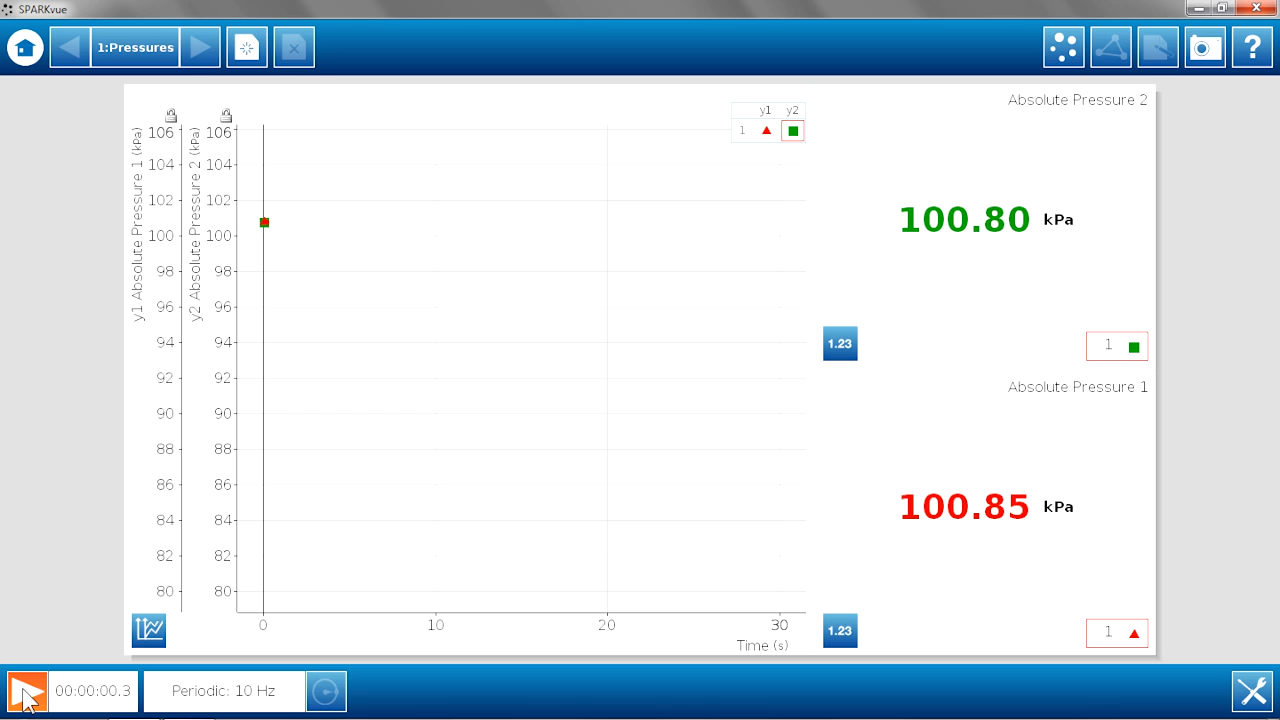 SPARKvue
1:Pressures
?
y1 y2
1
106 106
104 104
102 102
100 100
98 98
96 96
94 94
92 92
90 90
88 88
86 86
84 84
82 82
80 80
y1 Absolute Pressure 1 (kPa)
y2 Absolute Pressure 2 (kPa)
0 10 20 30
Time (s)
Absolute Pressure 2
100.80 kPa
1.23
1
Absolute Pressure 1
100.85 kPa
1.23
1
00:00:00.3
Periodic: 10 Hz